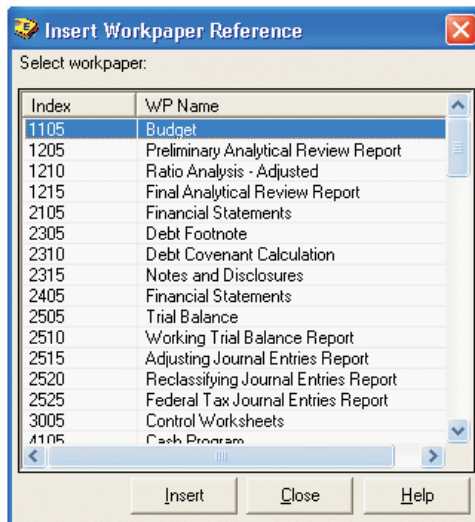 Insert Workpaper Reference
Select workpaper:
Index WP Name
1105 Budget
1205 Preliminary Analytical Review Report
1210 Ratio Analysis - Adjusted
1215 Final Analytical Review Report
2105 Financial Statements
2305 Debt Footnote
2310 Debt Covenant Calculation
2315 Notes and Disclosures
2405 Financial Statements
2505 Trial Balance
2510 Working Trial Balance Report
2515 Adjusting Journal Entries Report
2520 Reclassifying Journal Entries Report
2525 Federal Tax Journal Entries Report
3005 Control Worksheets
4105 Cash Program
Insert Close Help